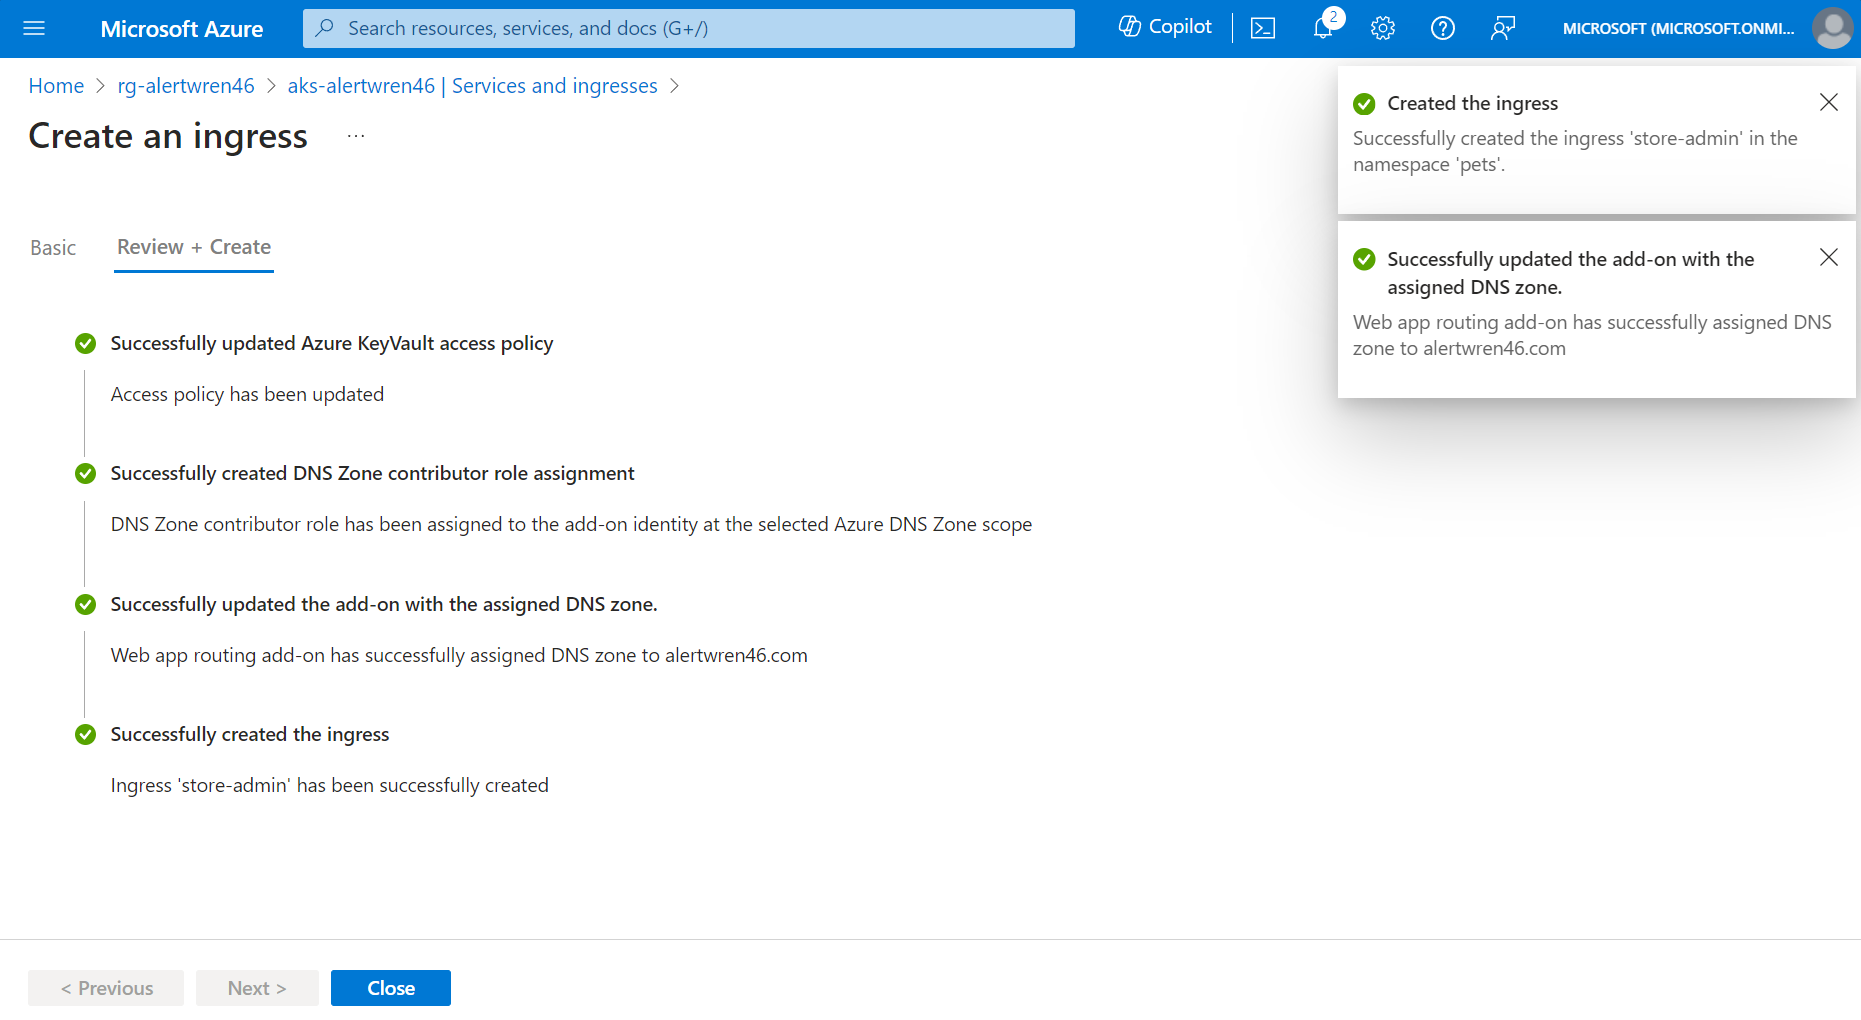 Microsoft Azure
Search resources, services, and docs (G+/)
Copilot
2
MICROSOFT (MICROSOFT.ONMI...
Home > rg-alertwren46 > aks-alertwren46 | Services and ingresses >
Create an ingress ...
Basic
Review + Create
Successfully updated Azure KeyVault access policy
Access policy has been updated
Successfully created DNS Zone contributor role assignment
DNS Zone contributor role has been assigned to the add-on identity at the selected Azure DNS Zone scope
Successfully updated the add-on with the assigned DNS zone.
Web app routing add-on has successfully assigned DNS zone to alertwren46.com
Successfully created the ingress
Ingress 'store-admin' has been successfully created
Created the ingress
Successfully created the ingress 'store-admin' in the
namespace 'pets'.
Successfully updated the add-on with the
assigned DNS zone.
Web app routing add-on has successfully assigned DNS
zone to alertwren46.com
< Previous
Next >
Close